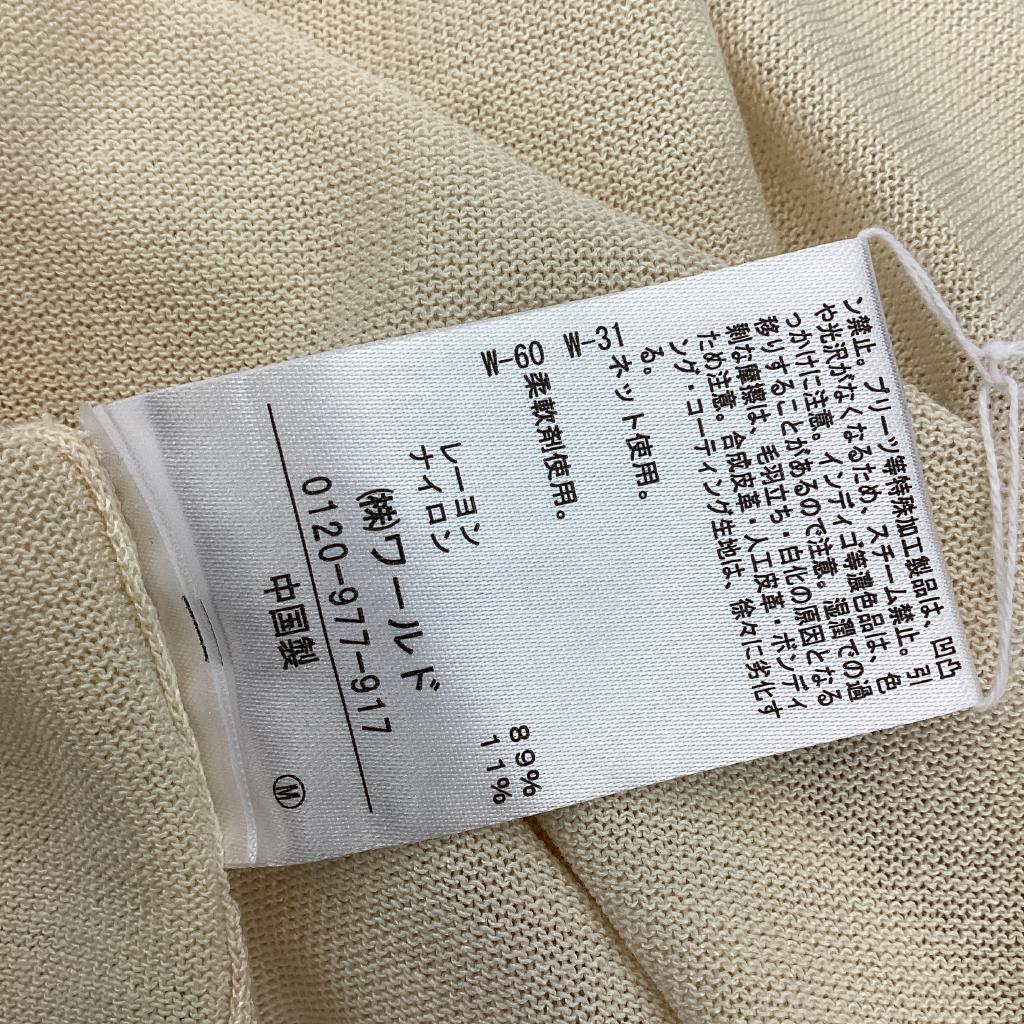 ン禁止。プリーツ等特殊加工製品は、凹凸
や光沢がなくなるため、スチーム禁止。引
っかけに注意。インディゴ等濃色品は、色
移りすることがあるので注意。湿潤での過
剰な摩擦は、毛羽立ち・白化の原因となる
ため注意。合成皮革・人工皮革・ボンディ
ング・コーティング生地は、徐々に劣化す
る。
W-31 ネット使用。
W-60 柔軟剤使用。
レーヨン 89%
ナイロン 11%
(株)ワールド
0120-977-917
中国製 Ⓜ